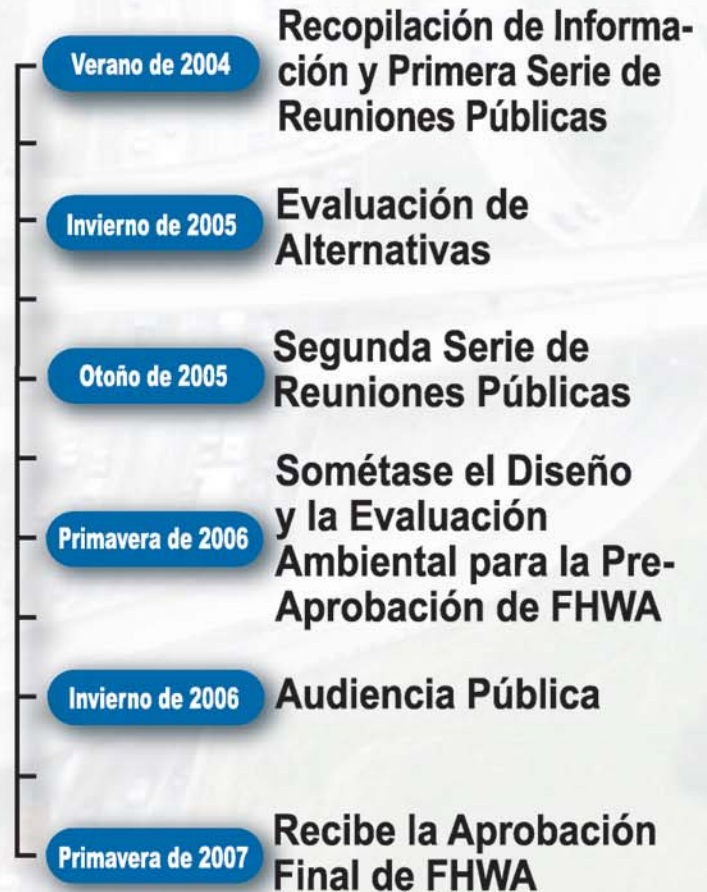 Verano de 2004
Recopilación de Informa-
ción y Primera Serie de
Reuniones Públicas
Invierno de 2005
Evaluación de
Alternativas
Otoño de 2005
Segunda Serie de
Reuniones Públicas
Primavera de 2006
Sométase el Diseño
y la Evaluación
Ambiental para la Pre-
Aprobación de FHWA
Invierno de 2006
Audiencia Pública
Primavera de 2007
Recibe la Aprobación
Final de FHWA